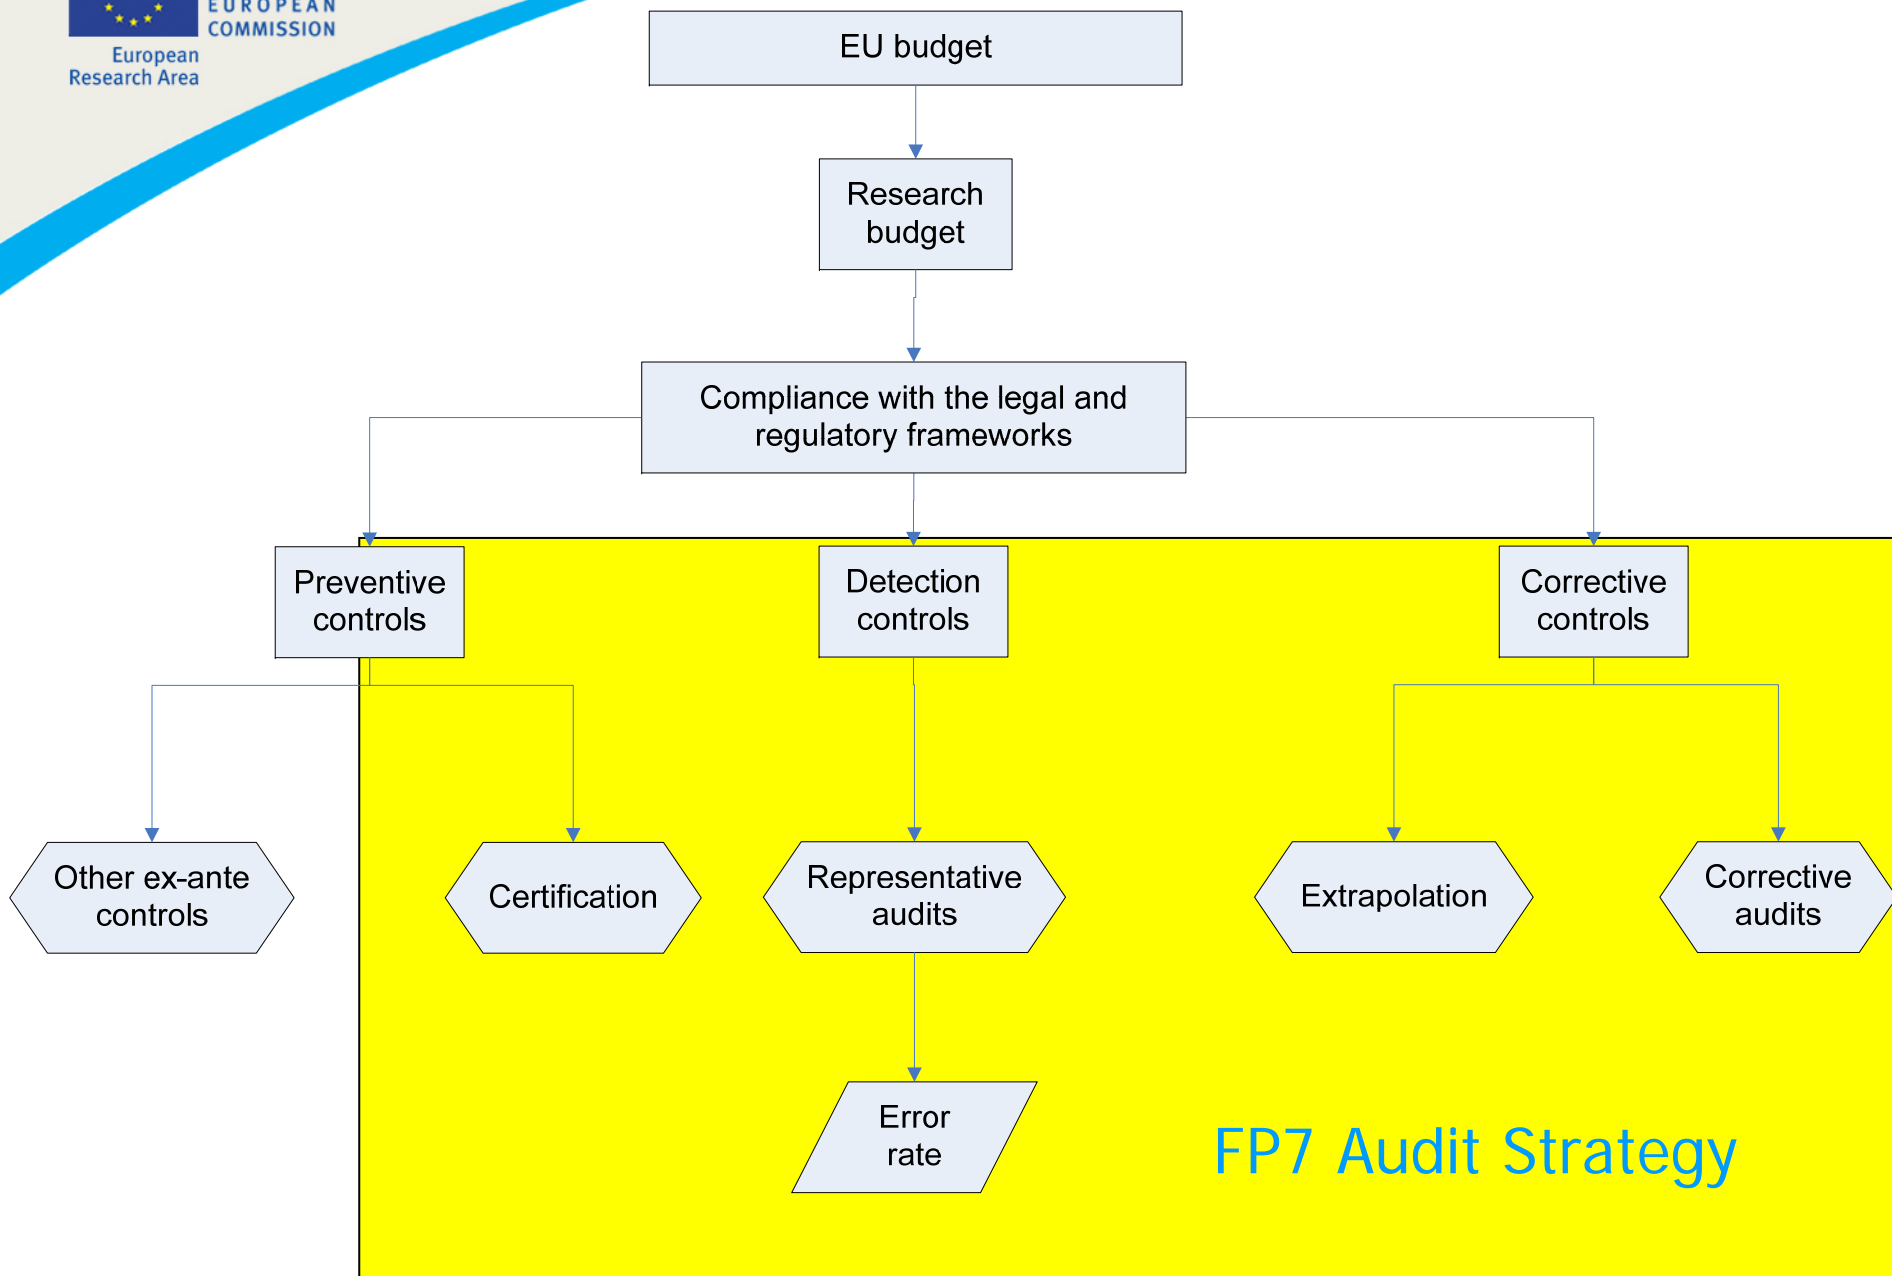 EUROPEAN
COMMISSION
European
Research Area
EU budget
Research
budget
Compliance with the legal and
regulatory frameworks
Preventive
controls
Detection
controls
Corrective
controls
Other ex-ante
controls
Certification
Representative
audits
Extrapolation
Corrective
audits
Error
rate
FP7 Audit Strategy